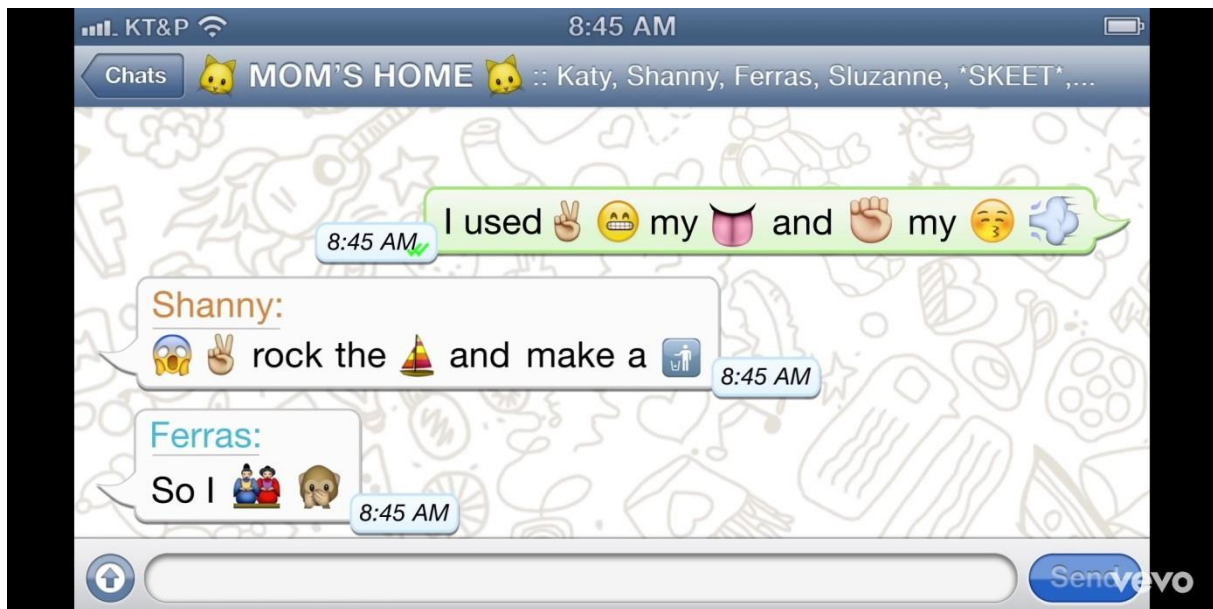 KT&P 8:45 AM
Chats 🐱 MOM'S HOME 🐱 :: Katy, Shanny, Ferras, Sluzanne, *SKEET*,...
I used ✌️ 😁 my 👅 and ✊ my 😚 💨
8:45 AM
Shanny:
😱 ✌️ rock the ⛵ and make a 🚮
8:45 AM
Ferras:
So I 🎎 🙊
8:45 AM
Send
vevo